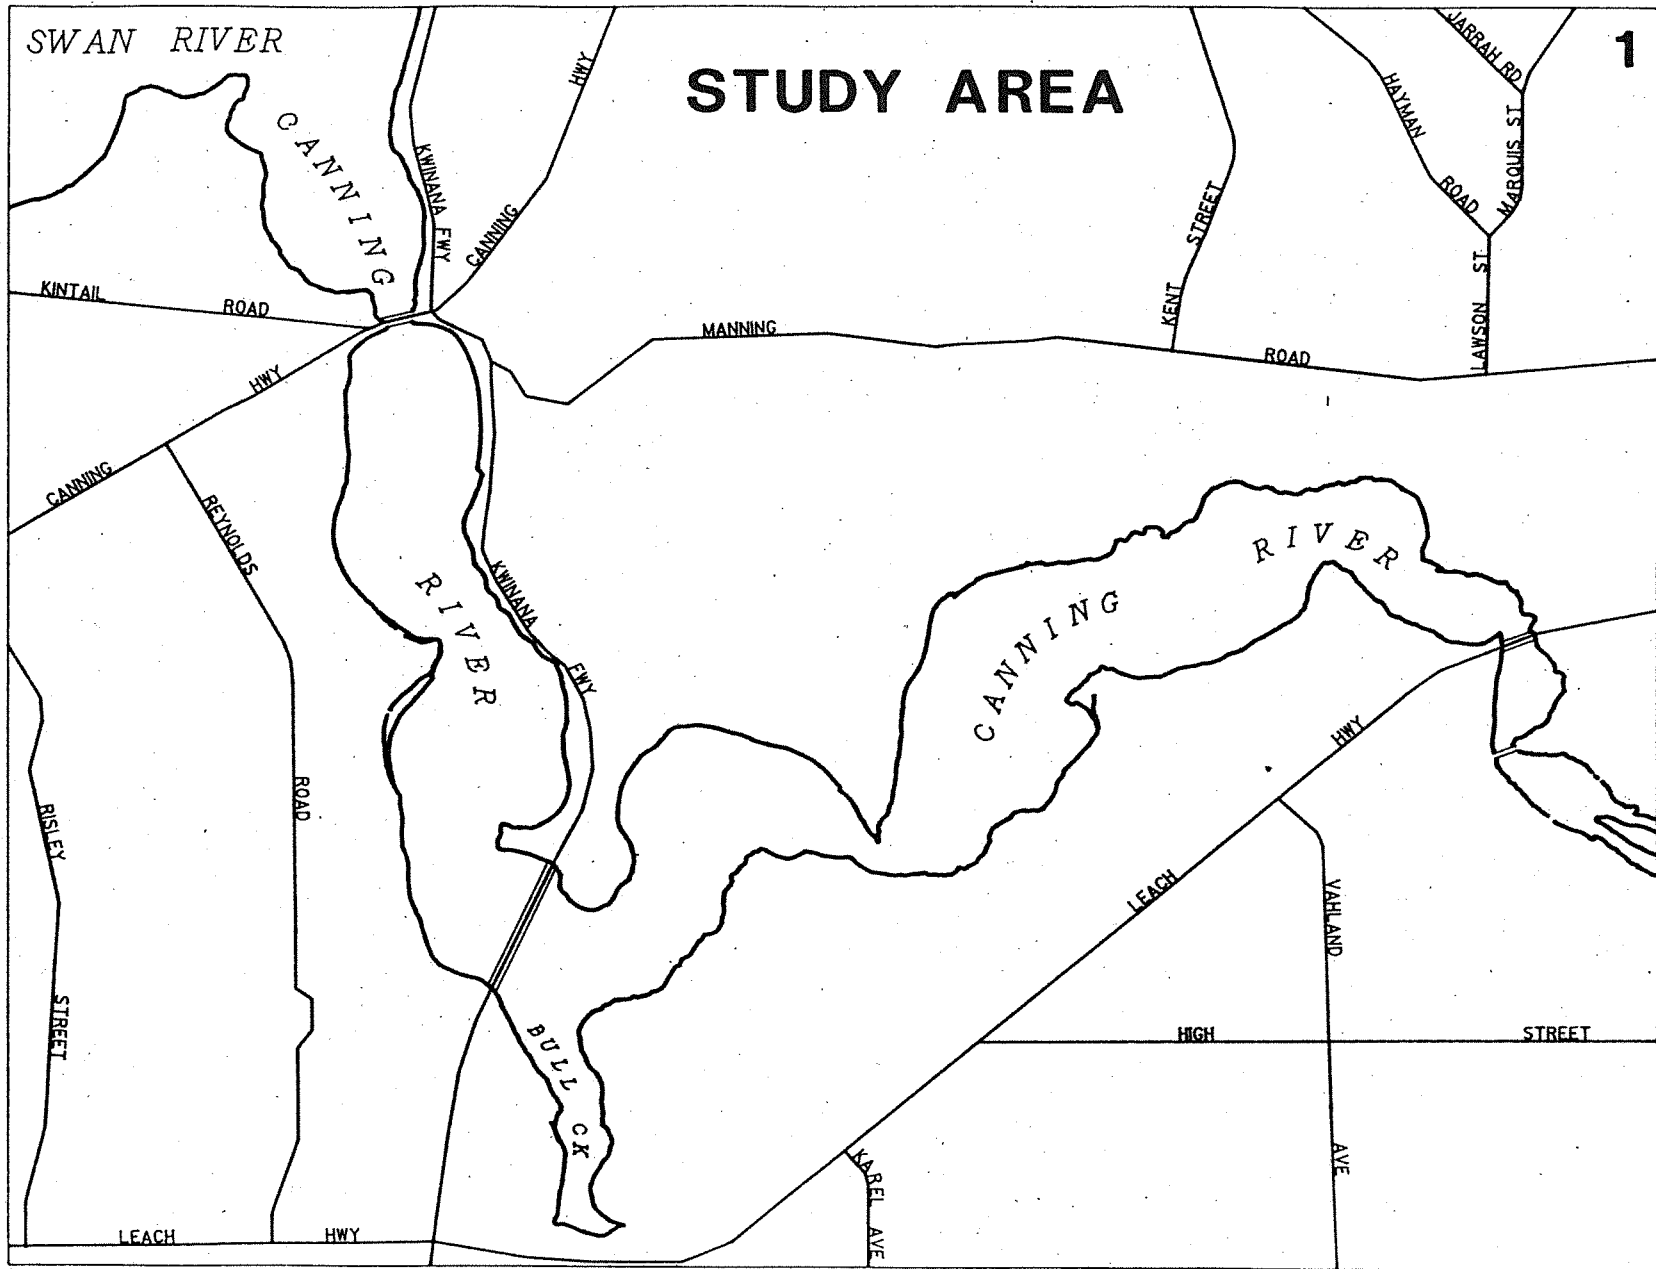 SWAN RIVER
STUDY AREA
1
JARRAH RD
HAYMAN
ROAD
MARQUIS ST
LAWSON ST
KENT
STREET
HWY
CANNING
KWINANA
FWY
CANNING
KINTAIL
ROAD
MANNING
ROAD
HWY
CANNING
REYNOLDS
ROAD
RIVER
KWINANA
FWY
CANNING
RIVER
HWY
LEACH
VAHLAND
AVE
RISLEY
STREET
HIGH
STREET
BULL CK
KAREL AVE
LEACH
HWY